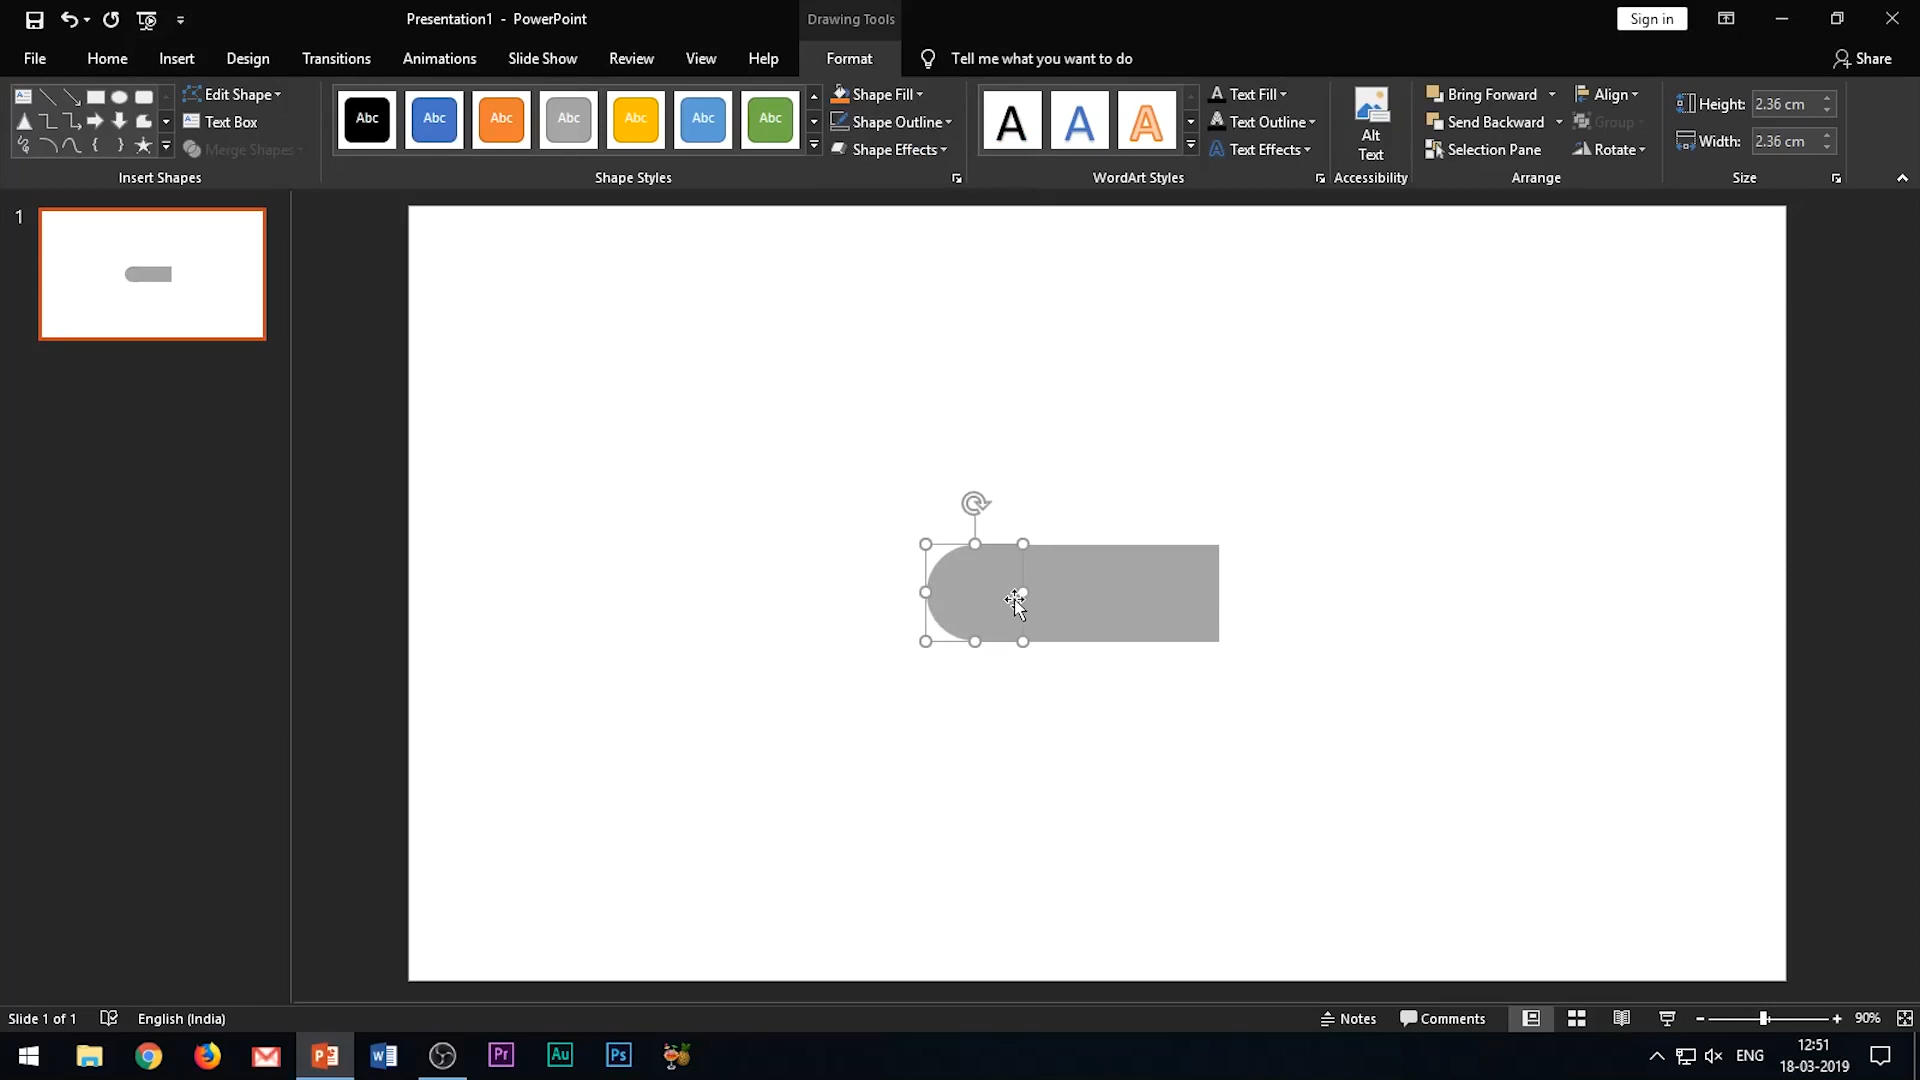 Presentation1 - PowerPoint
Drawing Tools
Sign in
File
Home
Insert
Design
Transitions
Animations
Slide Show
Review
View
Help
Format
Tell me what you want to do
Share
Edit Shape
Text Box
Merge Shapes
Insert Shapes
Abc
Abc
Abc
Abc
Abc
Abc
Abc
Shape Fill
Shape Outline
Shape Effects
Shape Styles
A
A
A
A Text Fill
A Text Outline
A Text Effects
WordArt Styles
Alt
Text
Accessibility
Bring Forward
Send Backward
Selection Pane
Align
Group
Rotate
Arrange
Height: 2.36 cm
Width: 2.36 cm
Size
1
Slide 1 of 1
English (India)
Notes
Comments
90%
Pr
Au
Ps
ENG
12:51
18-03-2019